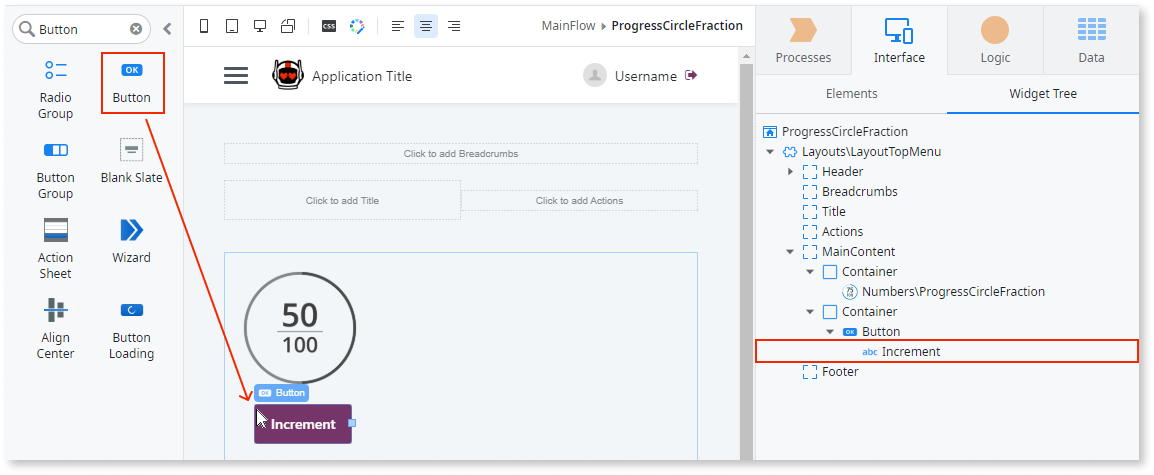 Button
OK
Radio
Group
Button
Button
Group
Blank Slate
Action
Sheet
Wizard
Align
Center
Button
Loading
CSS
MainFlow ▸ ProgressCircleFraction
Application Title
Username
Click to add Breadcrumbs
Click to add Title
Click to add Actions
50
100
OK Button
Increment
Processes
Interface
Logic
Data
Elements
Widget Tree
ProgressCircleFraction
Layouts\LayoutTopMenu
Header
Breadcrumbs
Title
Actions
MainContent
Container
Numbers\ProgressCircleFraction
Container
OK Button
abc Increment
Footer